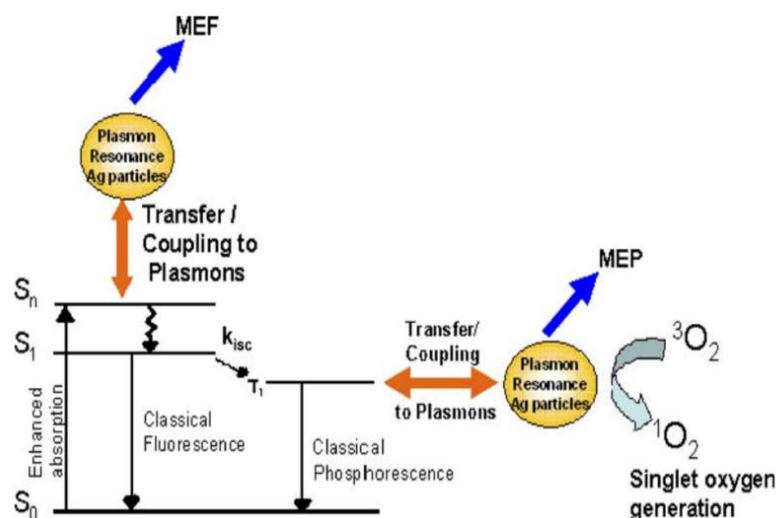 MEF
Plasmon
Resonance
Ag particles
Transfer /
Coupling to
Plasmons
Sn
S1
S0
Enhanced
absorption
kisc
T1
Classical
Fluorescence
Classical
Phosphorescence
Transfer/
Coupling
to Plasmons
MEP
Plasmon
Resonance
Ag particles
³O₂
¹O₂
Singlet oxygen
generation